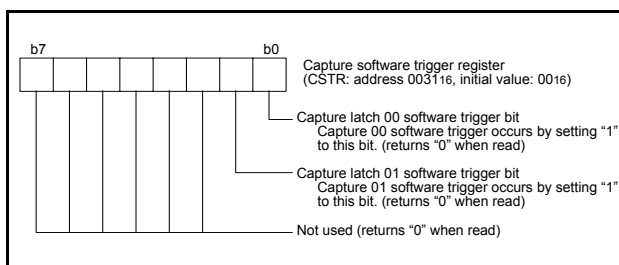 b7 b0
Capture software trigger register
(CSTR: address 003116, initial value: 0016)
Capture latch 00 software trigger bit
Capture 00 software trigger occurs by setting “1”
to this bit. (returns “0” when read)
Capture latch 01 software trigger bit
Capture 01 software trigger occurs by setting “1”
to this bit. (returns “0” when read)
Not used (returns “0” when read)